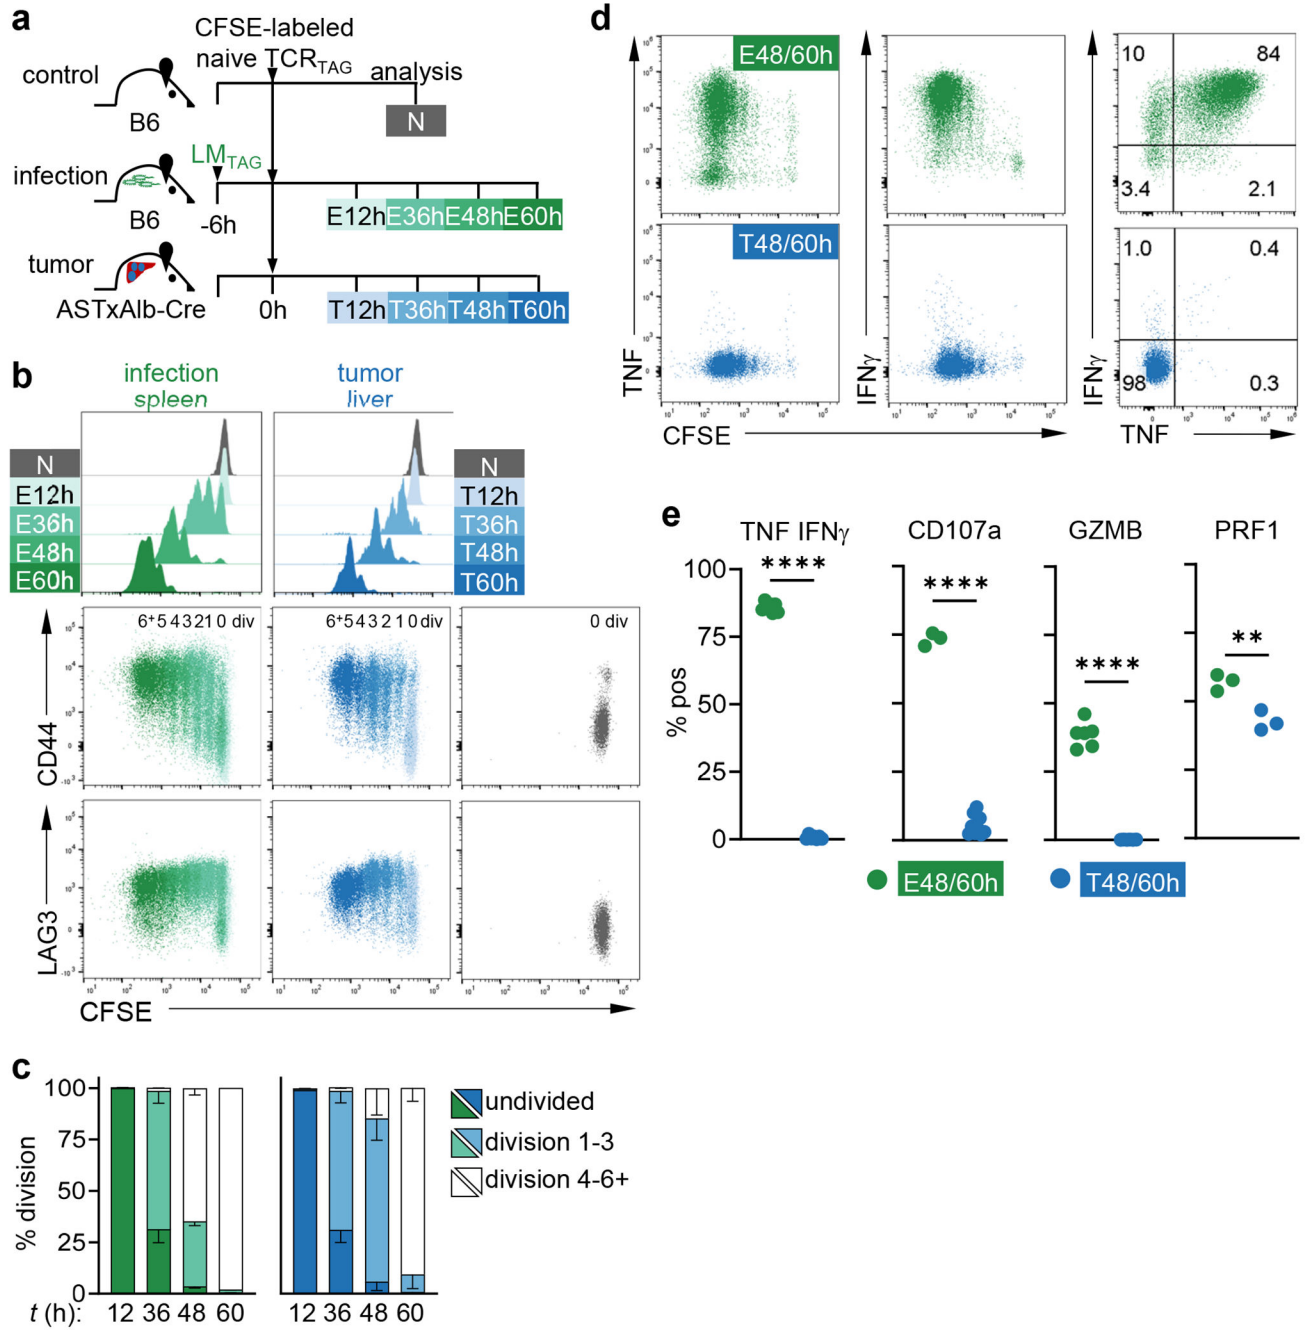 a
CFSE-labeled
naive TCRTAG
control
analysis
B6
N
LMTAG
infection
B6
-6h
E12h E36h E48h E60h
tumor
ASTxAlb-Cre
0h
T12h T36h T48h T60h
b
infection
spleen
tumor
liver
N
E12h
E36h
E48h
E60h
N
T12h
T36h
T48h
T60h
6+5 4 3 2 1 0 div
6+5 4 3 2 1 0 div
0 div
CD44
LAG3
CFSE
c
% division
100
75
50
25
0
t (h):
12 36 48 60
12 36 48 60
undivided
division 1-3
division 4-6+
d
E48/60h
T48/60h
TNF
IFNγ
IFNγ
CFSE
TNF
10
84
3.4
2.1
1.0
0.4
98
0.3
e
TNF IFNγ
CD107a
GZMB
PRF1
****
****
****
**
% pos
100
75
50
25
0
E48/60h
T48/60h